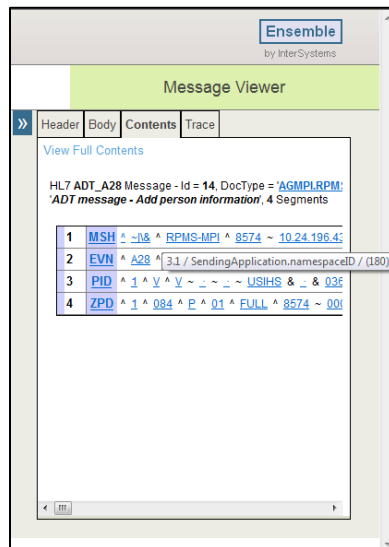 Ensemble
by InterSystems
Message Viewer
» Header Body Contents Trace
View Full Contents
HL7 ADT_A28 Message - Id = 14, DocType = 'AGMPI.RPMS
'ADT message - Add person information', 4 Segments
1 MSH ^ ~|\& ^ RPMS-MPI ^ 8574 ~ 10.24.196.43
2 EVN ^ A28 ^ 3.1 / SendingApplication.namespaceID / (180)
3 PID ^ 1 ^ V ^ V ~ : ~ : ~ USIHS & : & 036
4 ZPD ^ 1 ^ 084 ^ P ^ 01 ^ FULL ^ 8574 ~ 000